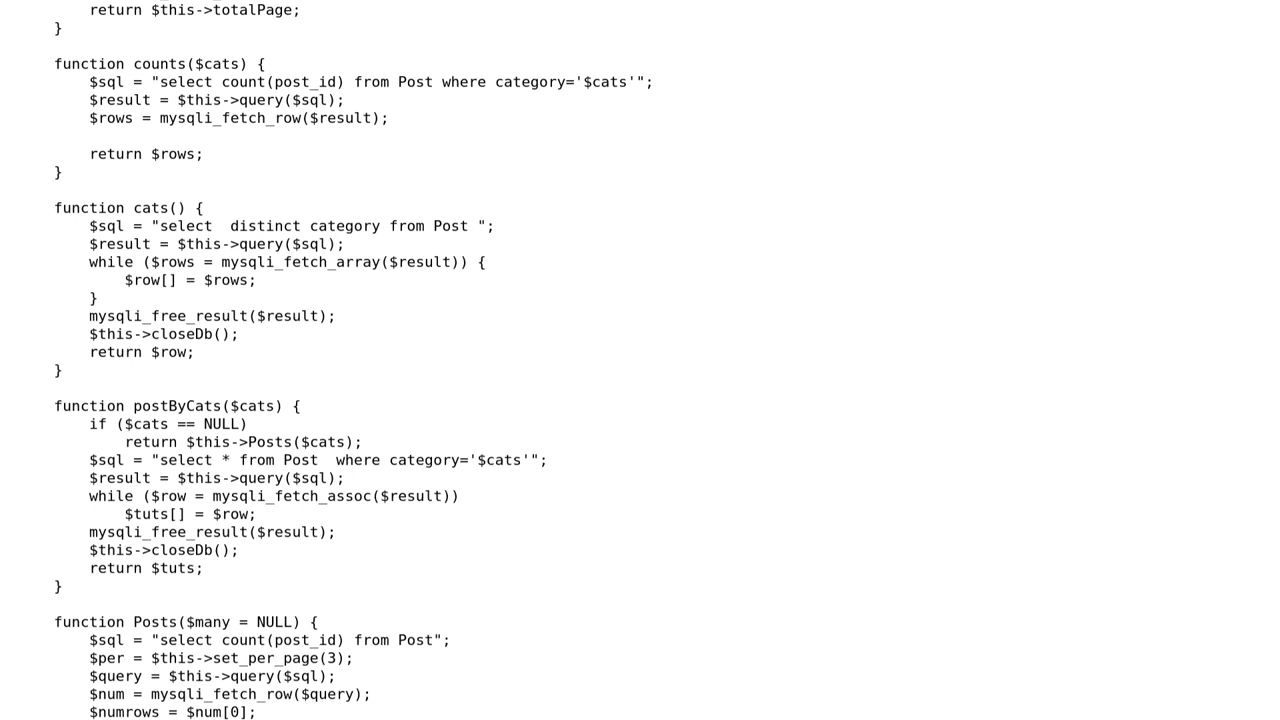 return $this->totalPage;
}
function counts($cats) {
$sql = "select count(post_id) from Post where category='$cats'";
$result = $this->query($sql);
$rows = mysqli_fetch_row($result);
return $rows;
}
function cats() {
$sql = "select  distinct category from Post ";
$result = $this->query($sql);
while ($rows = mysqli_fetch_array($result)) {
$row[] = $rows;
}
mysqli_free_result($result);
$this->closeDb();
return $row;
}
function postByCats($cats) {
if ($cats == NULL)
return $this->Posts($cats);
$sql = "select * from Post  where category='$cats'";
$result = $this->query($sql);
while ($row = mysqli_fetch_assoc($result))
$tuts[] = $row;
mysqli_free_result($result);
$this->closeDb();
return $tuts;
}
function Posts($many = NULL) {
$sql = "select count(post_id) from Post";
$per = $this->set_per_page(3);
$query = $this->query($sql);
$num = mysqli_fetch_row($query);
$numrows = $num[0];